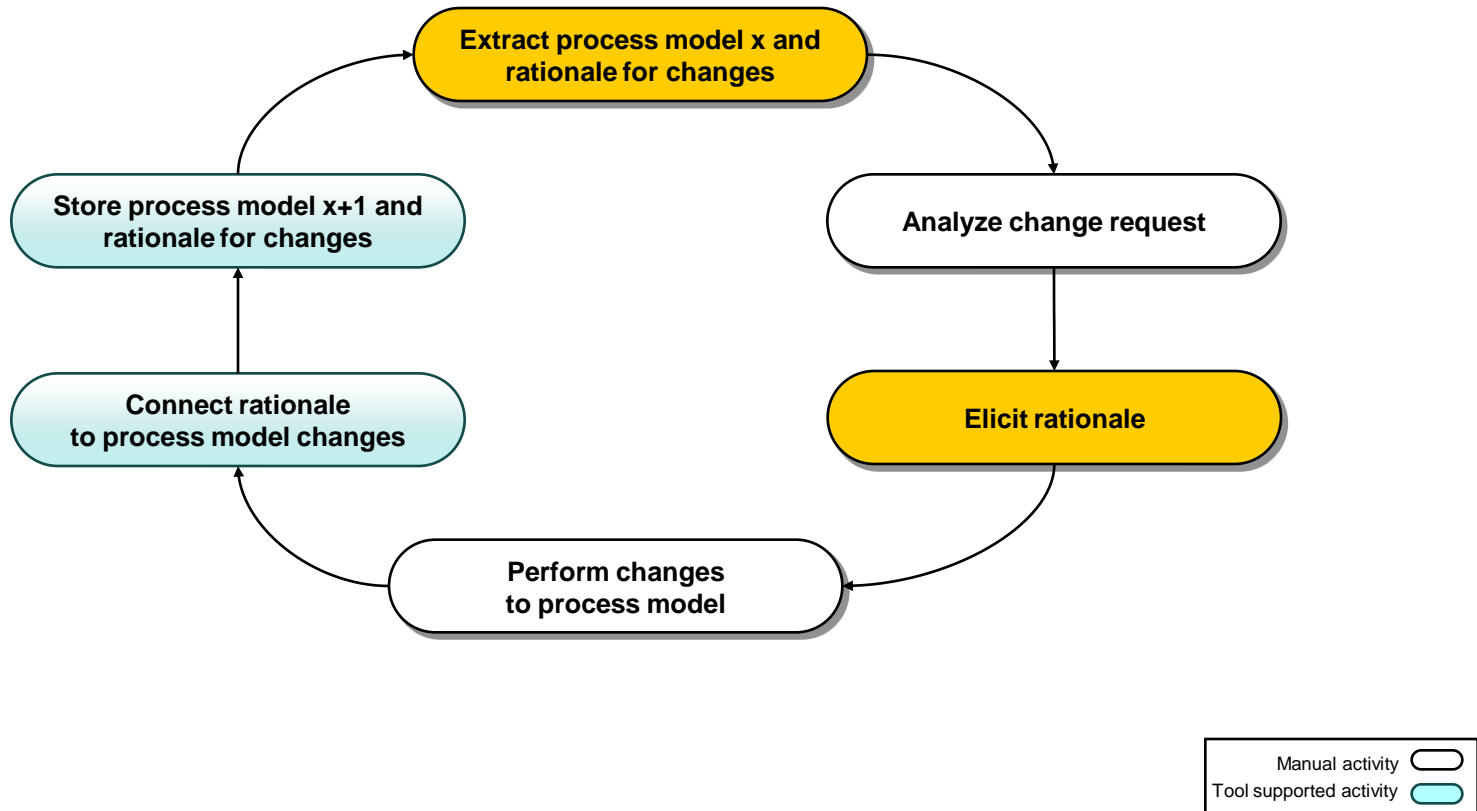 Extract process model x and
rationale for changes
Store process model x+1 and
rationale for changes
Analyze change request
Connect rationale
to process model changes
Elicit rationale
Perform changes
to process model
Manual activity
Tool supported activity